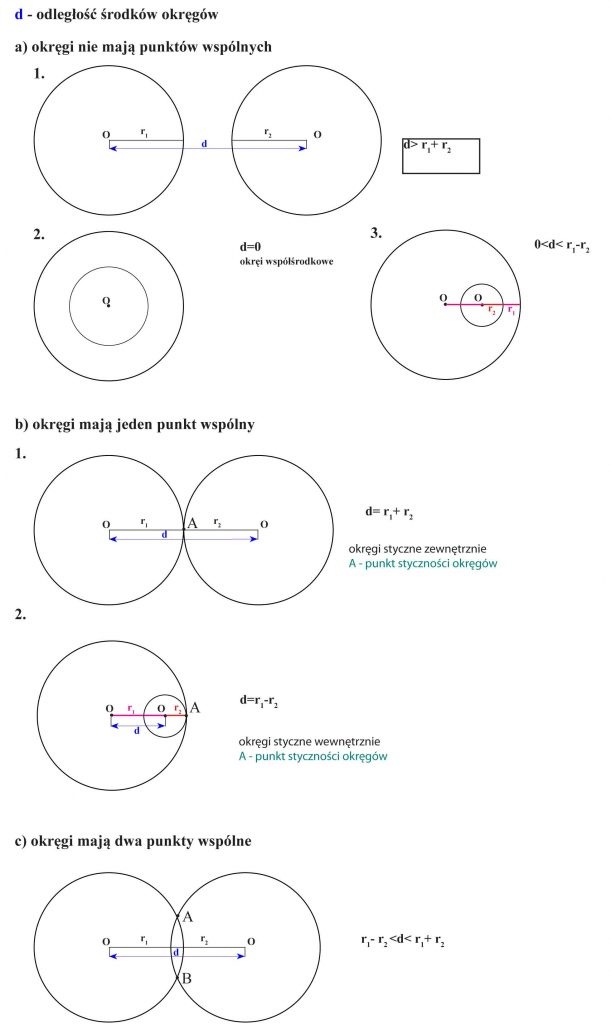 d - odległość środków okręgów
a) okręgi nie mają punktów wspólnych
1.
O r₁ d r₂ O
d> r₁+ r₂
2.
O
d=0
okręi wspólśrodkowe
3.
O O r₂ r₁
0<d< r₁-r₂
b) okręgi mają jeden punkt wspólny
1.
O r₁ A r₂ O
d
d= r₁+ r₂
okręgi styczne zewnętrznie
A - punkt styczności okręgów
2.
O r₁ O r₂ A
d
d=r₁-r₂
okręgi styczne wewnętrznie
A - punkt styczności okręgów
c) okręgi mają dwa punkty wspólne
A
O r₁ r₂ O
d
B
r₁- r₂ <d< r₁+ r₂